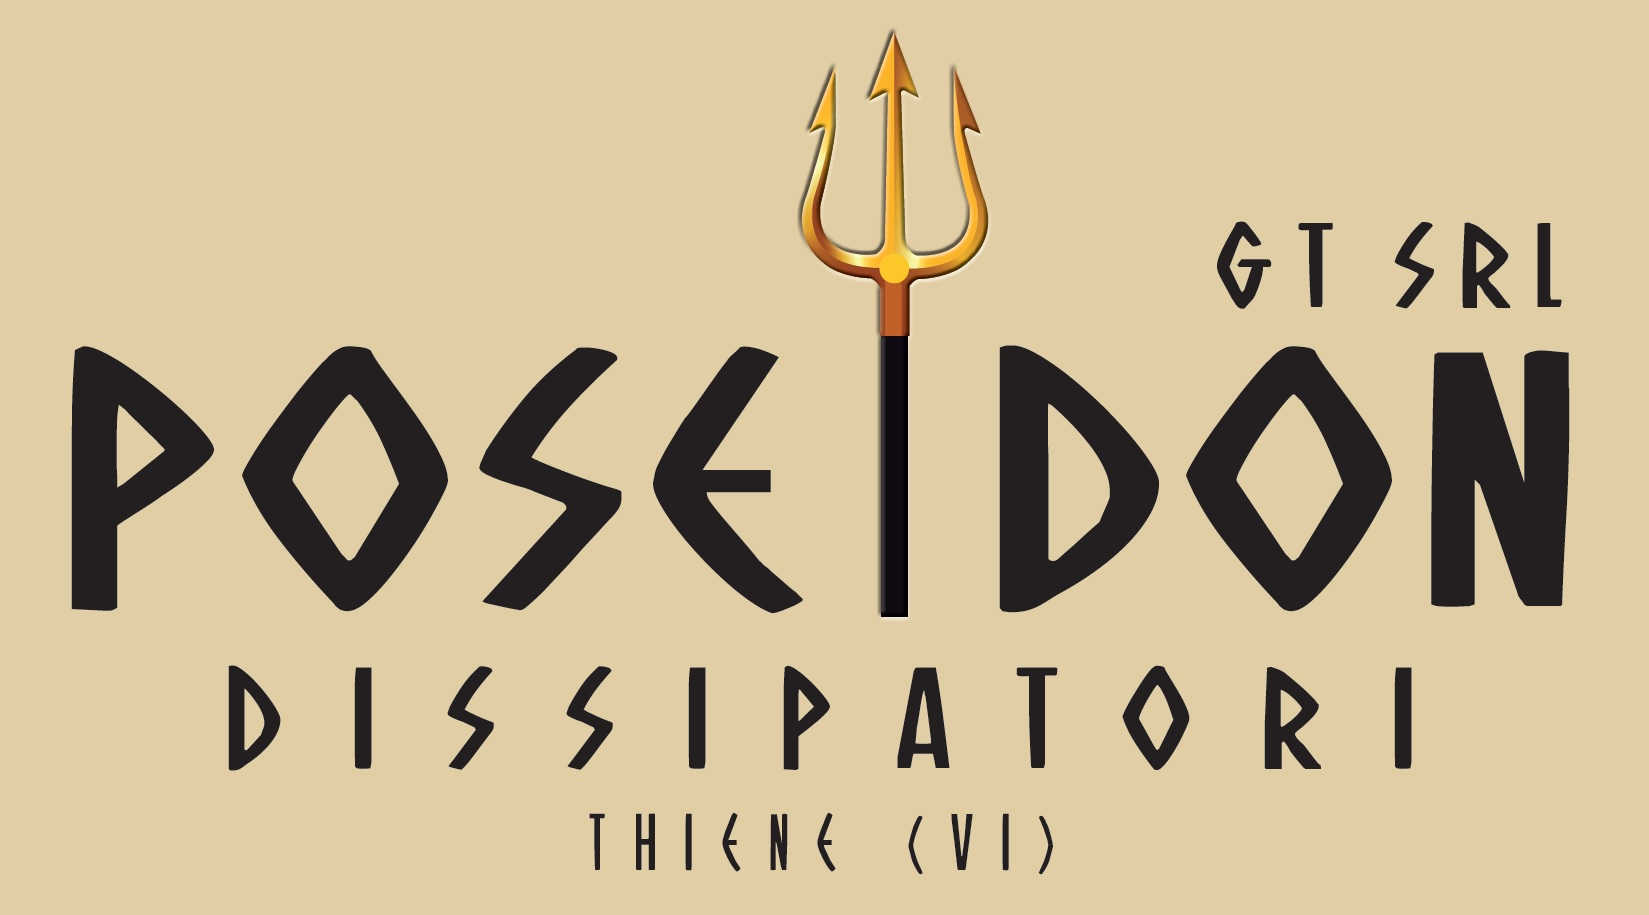 GT SRL
POSEIDON
DISSIPATORI
THIENE (VI)